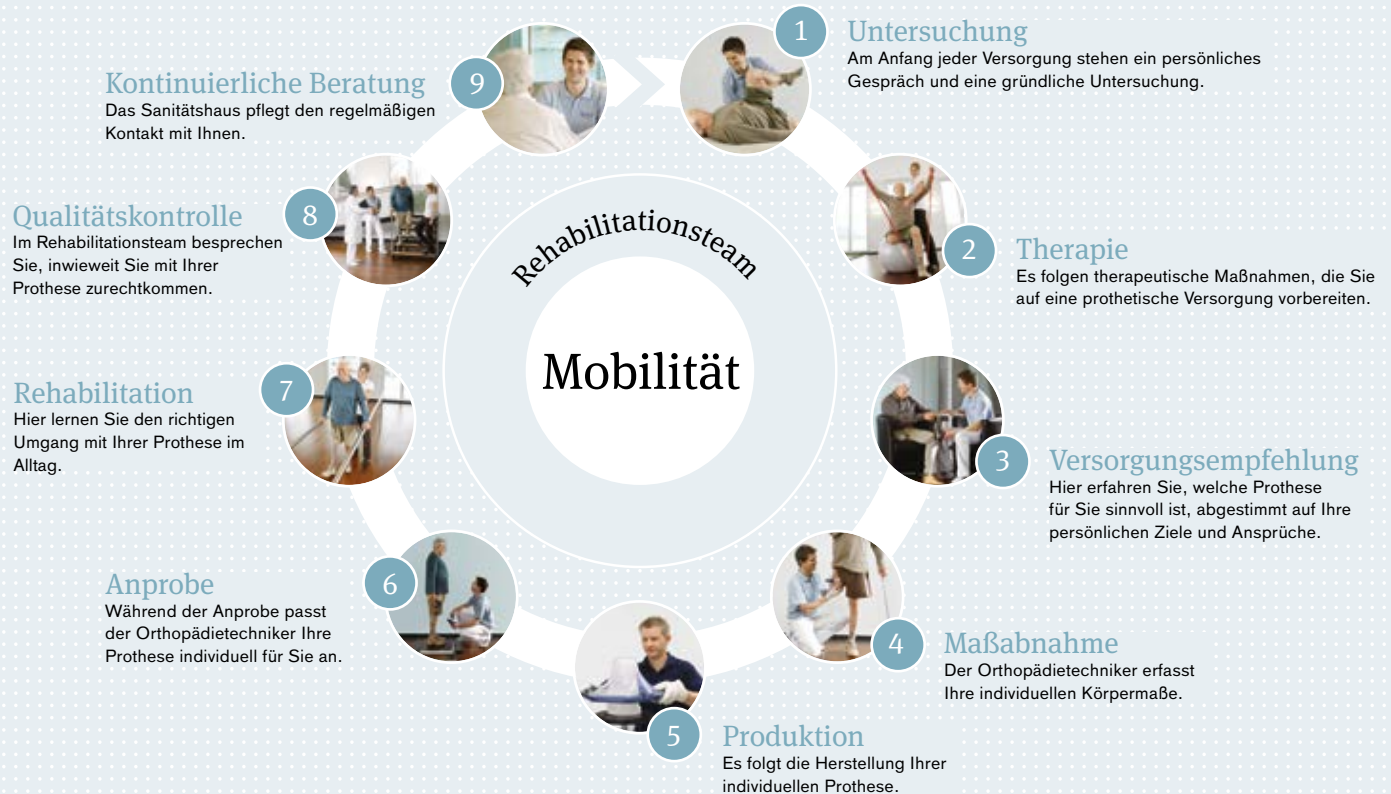 1
Untersuchung
Am Anfang jeder Versorgung stehen ein persönliches
Gespräch und eine gründliche Untersuchung.
2
Therapie
Es folgen therapeutische Maßnahmen, die Sie
auf eine prothetische Versorgung vorbereiten.
3
Versorgungsempfehlung
Hier erfahren Sie, welche Prothese
für Sie sinnvoll ist, abgestimmt auf Ihre
persönlichen Ziele und Ansprüche.
4
Maßabnahme
Der Orthopädietechniker erfasst
Ihre individuellen Körpermaße.
5
Produktion
Es folgt die Herstellung Ihrer
individuellen Prothese.
6
Anprobe
Während der Anprobe passt
der Orthopädietechniker Ihre
Prothese individuell für Sie an.
7
Rehabilitation
Hier lernen Sie den richtigen
Umgang mit Ihrer Prothese im
Alltag.
8
Qualitätskontrolle
Im Rehabilitationsteam besprechen
Sie, inwieweit Sie mit Ihrer
Prothese zurechtkommen.
9
Kontinuierliche Beratung
Das Sanitätshaus pflegt den regelmäßigen
Kontakt mit Ihnen.
Rehabilitationsteam
Mobilität